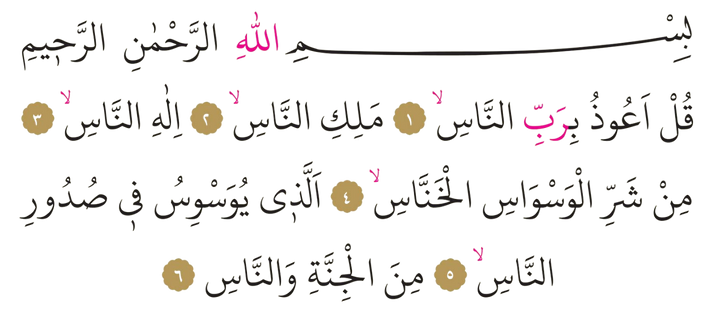 بِسْمِ اللّٰهِ الرَّحْمٰنِ الرَّح۪يمِ
قُلْ اَعُوذُ بِرَبِّ النَّاسِۙ ﴿١﴾ مَلِكِ النَّاسِۙ ﴿٢﴾ اِلٰهِ النَّاسِۙ ﴿٣﴾
مِنْ شَرِّ الْوَسْوَاسِ الْخَنَّاسِۙ ﴿٤﴾ اَلَّذ۪ى يُوَسْوِسُ ف۪ى صُدُورِ
النَّاسِۙ ﴿٥﴾ مِنَ الْجِنَّةِ وَالنَّاسِ ﴿٦﴾